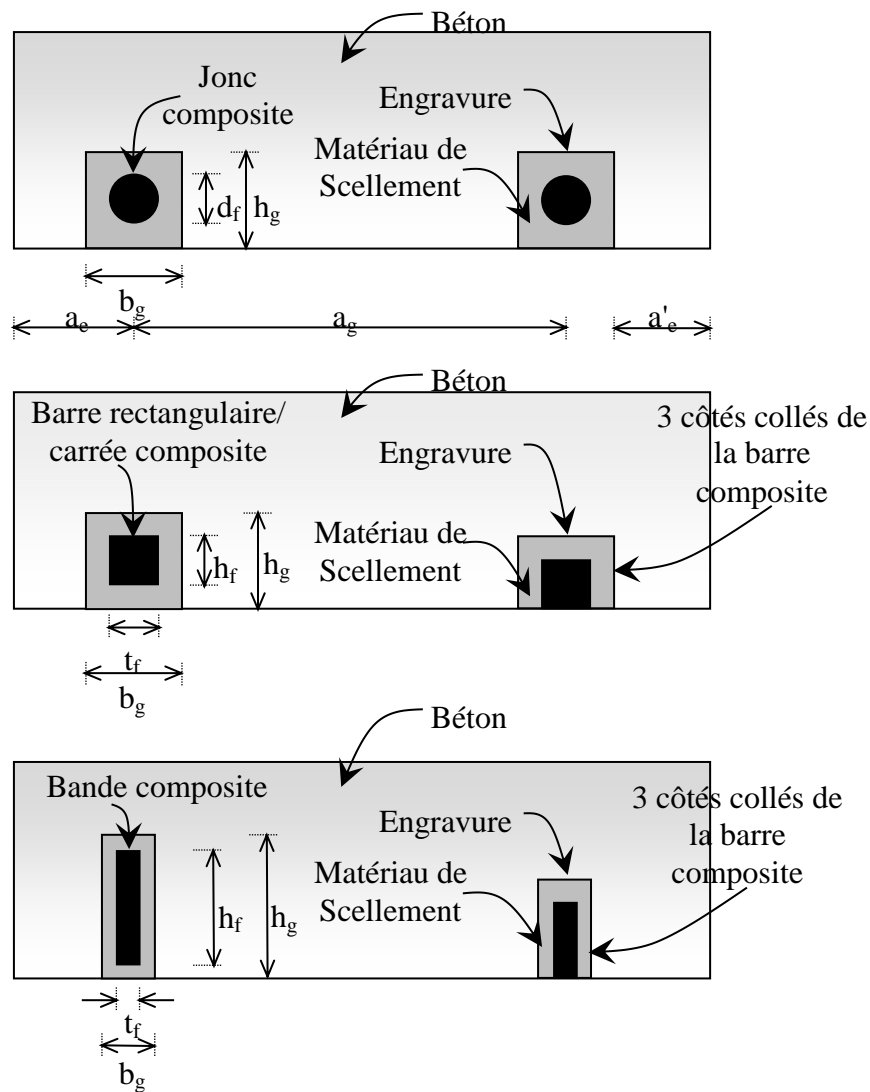 Béton
Jonc
composite
Engravure
Matériau de
Scellement
d_f
h_g
b_g
a_e
a_g
a'_e
Béton
Barre rectangulaire/
carrée composite
3 côtés collés de
la barre
composite
Engravure
Matériau de
Scellement
h_f
h_g
t_f
b_g
Béton
Bande composite
3 côtés collés de
la barre
composite
Engravure
Matériau de
Scellement
h_f
h_g
t_f
b_g